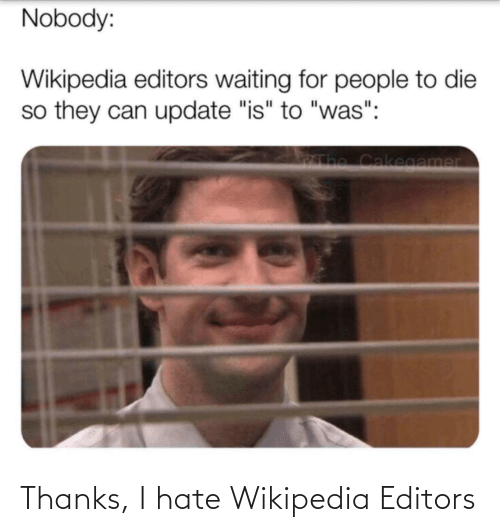 Nobody:
Wikipedia editors waiting for people to die
so they can update "is" to "was":
The_Cakegamer
Thanks, I hate Wikipedia Editors